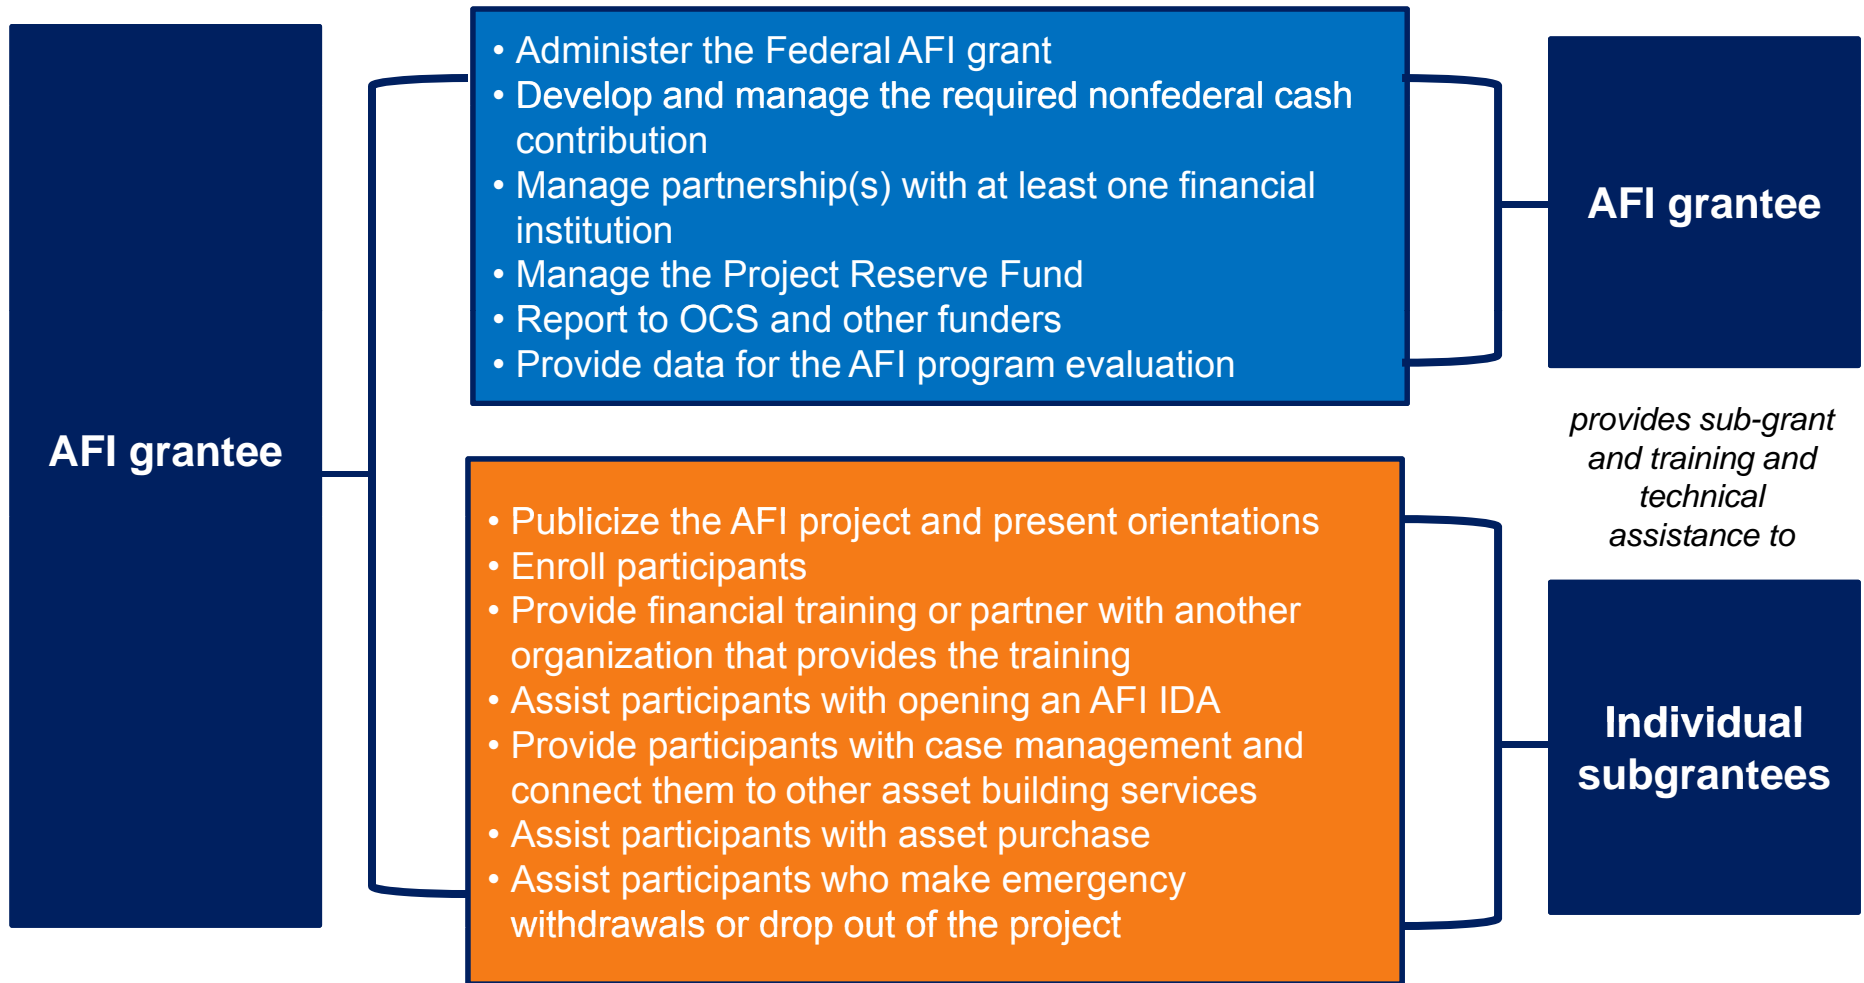 AFI grantee
• Administer the Federal AFI grant
• Develop and manage the required nonfederal cash
contribution
• Manage partnership(s) with at least one financial
institution
• Manage the Project Reserve Fund
• Report to OCS and other funders
• Provide data for the AFI program evaluation
• Publicize the AFI project and present orientations
• Enroll participants
• Provide financial training or partner with another
organization that provides the training
• Assist participants with opening an AFI IDA
• Provide participants with case management and
connect them to other asset building services
• Assist participants with asset purchase
• Assist participants who make emergency
withdrawals or drop out of the project
AFI grantee
provides sub-grant
and training and
technical
assistance to
Individual
subgrantees